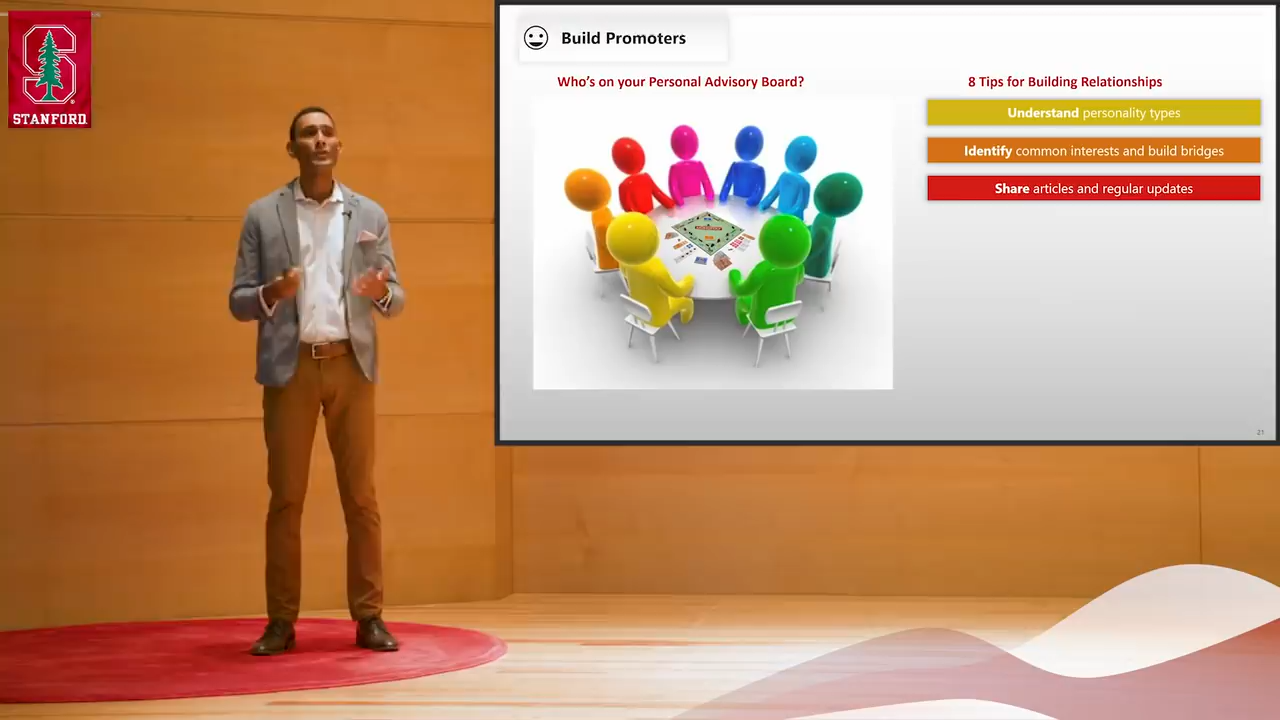 STANFORD
Build Promoters
Who's on your Personal Advisory Board?
8 Tips for Building Relationships
Understand personality types
Identify common interests and build bridges
Share articles and regular updates
21